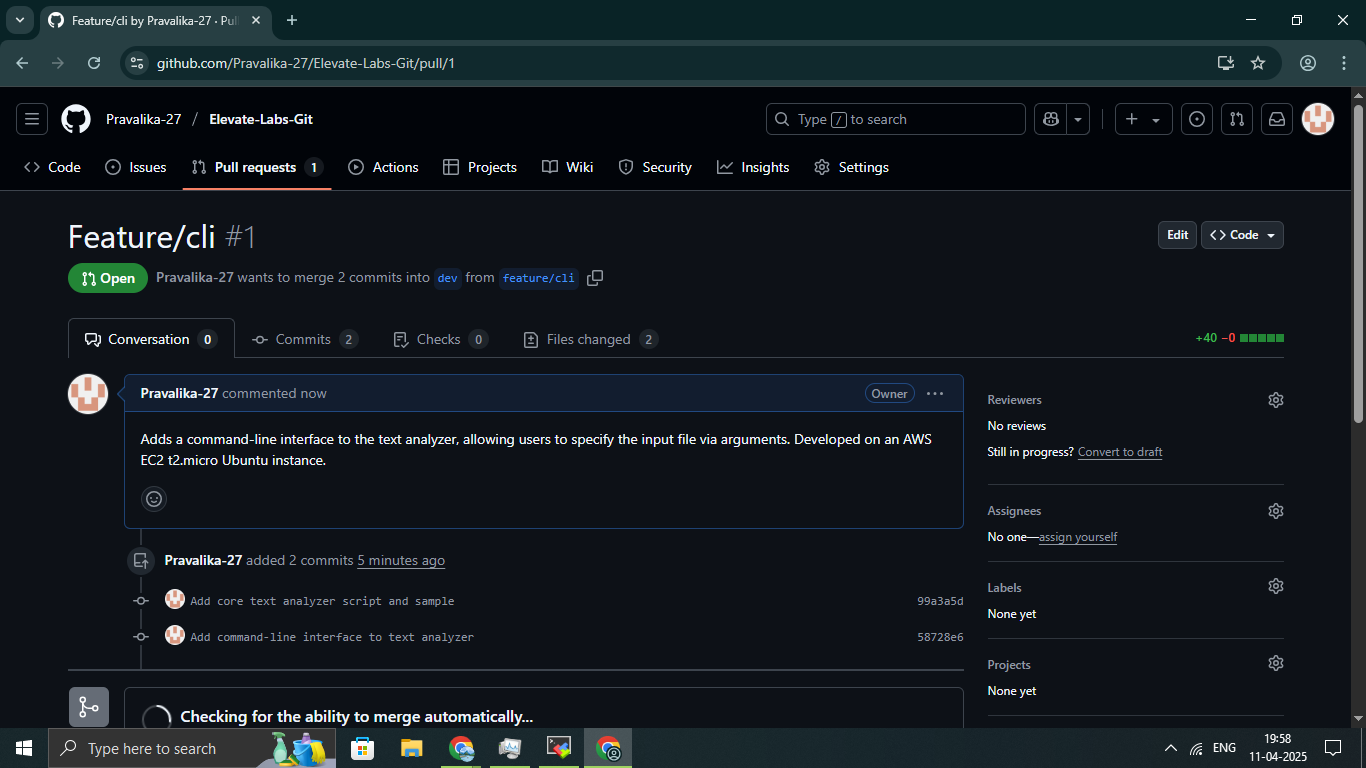 Feature/cli by Pravalika-27 · Pul
github.com/Pravalika-27/Elevate-Labs-Git/pull/1
Pravalika-27 / Elevate-Labs-Git
Type / to search
Code
Issues
Pull requests 1
Actions
Projects
Wiki
Security
Insights
Settings
Feature/cli #1
Edit
<> Code
Open
Pravalika-27 wants to merge 2 commits into dev from feature/cli
Conversation 0
Commits 2
Checks 0
Files changed 2
+40 −0
Pravalika-27 commented now
Owner
Adds a command-line interface to the text analyzer, allowing users to specify the input file via arguments. Developed on an AWS
EC2 t2.micro Ubuntu instance.
Pravalika-27 added 2 commits 5 minutes ago
Add core text analyzer script and sample 99a3a5d
Add command-line interface to text analyzer 58728e6
Checking for the ability to merge automatically...
Reviewers
No reviews
Still in progress? Convert to draft
Assignees
No one—assign yourself
Labels
None yet
Projects
None yet
Type here to search
ENG
19:58
11-04-2025